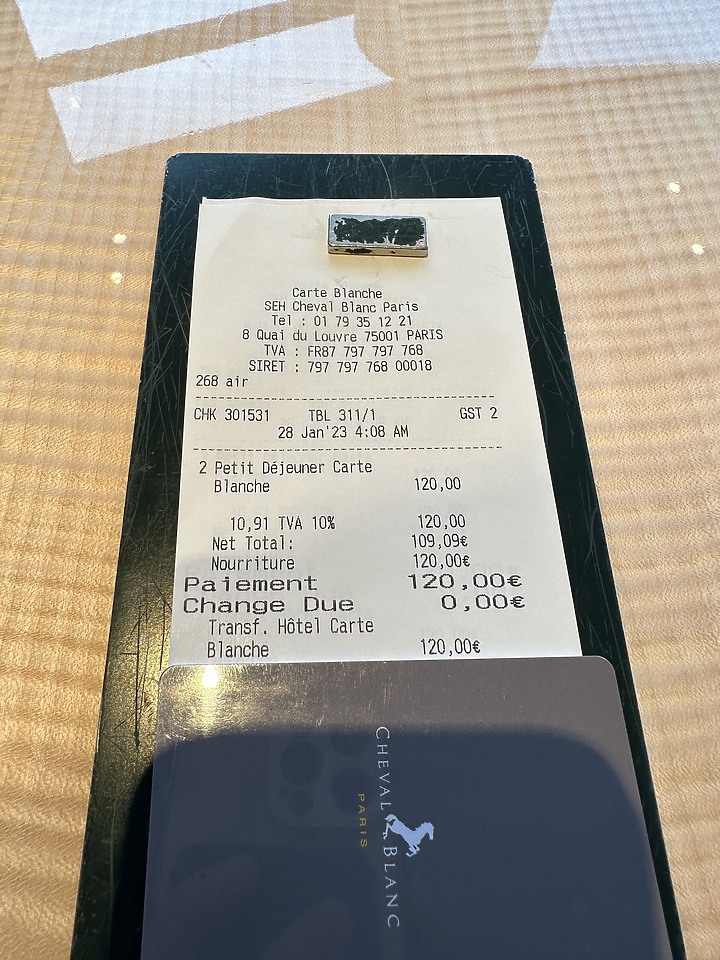 Carte Blanche
SEH Cheval Blanc Paris
Tel : 01 79 35 12 21
8 Quai du Louvre 75001 PARIS
TVA : FR87 797 797 768
SIRET : 797 797 768 00018
268 air
CHK 301531 TBL 311/1 GST 2
28 Jan'23 4:08 AM
2 Petit Déjeuner Carte
Blanche 120,00
10,91 TVA 10% 120,00
Net Total: 109,09€
Nourriture 120,00€
Paiement 120,00€
Change Due 0,00€
Transf. Hôtel Carte
Blanche 120,00€
CHEVAL BLANC
PARIS